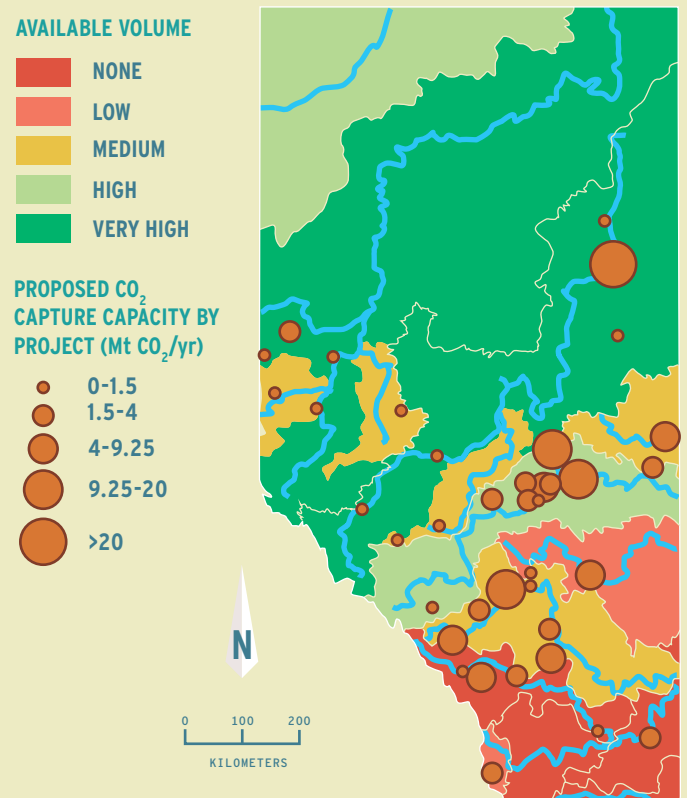 AVAILABLE VOLUME
NONE
LOW
MEDIUM
HIGH
VERY HIGH
PROPOSED CO₂
CAPTURE CAPACITY BY
PROJECT (Mt CO₂/yr)
0-1.5
1.5-4
4-9.25
9.25-20
>20
N
0 100 200
KILOMETERS